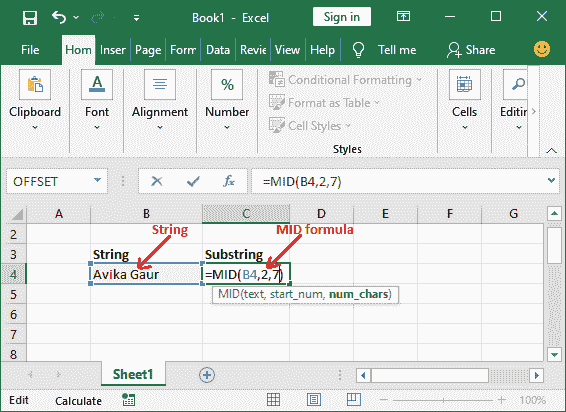 Book1 - Excel
Sign in
File Hom Inser Page Form Data Revie View Help Tell me Share
Clipboard Font Alignment Number Conditional Formatting Format as Table Cell Styles Cells Editin
%
A
Styles
OFFSET fx =MID(B4,2,7)
A B C D E F G
2
String MID formula
3 String Substring
4 Avika Gaur =MID(B4,2,7)
5 MID(text, start_num, num_chars)
6
7
8
Sheet1
Edit Calculate 100%